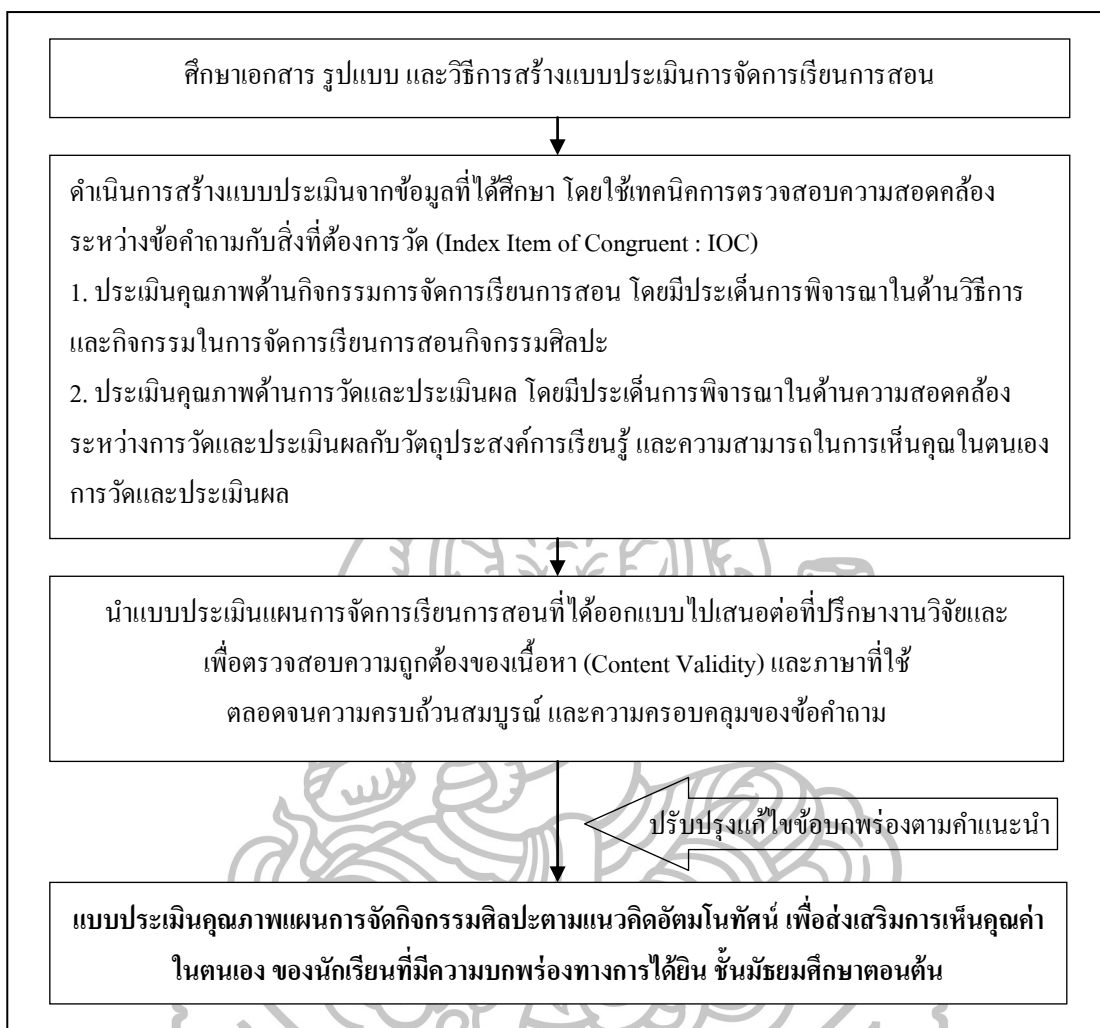 ศึกษาเอกสาร รูปแบบ และวิธีการสร้างแบบประเมินการจัดการเรียนการสอน
ดำเนินการสร้างแบบประเมินจากข้อมูลที่ได้ศึกษา โดยใช้เทคนิคการตรวจสอบความสอดคล้อง
ระหว่างข้อคำถามกับสิ่งที่ต้องการวัด (Index Item of Congruent : IOC)
1. ประเมินคุณภาพด้านกิจกรรมการจัดการเรียนการสอน โดยมีประเด็นการพิจารณาในด้านวิธีการ
และกิจกรรมในการจัดการเรียนการสอนกิจกรรมศิลปะ
2. ประเมินคุณภาพด้านการวัดและประเมินผล โดยมีประเด็นการพิจารณาในด้านความสอดคล้อง
ระหว่างการวัดและประเมินผลกับวัตถุประสงค์การเรียนรู้ และความสามารถในการเห็นคุณในตนเอง
การวัดและประเมินผล
นำแบบประเมินแผนการจัดการเรียนการสอนที่ได้ออกแบบไปเสนอต่อที่ปรึกษางานวิจัยและ
เพื่อตรวจสอบความถูกต้องของเนื้อหา (Content Validity) และภาษาที่ใช้
ตลอดจนความครบถ้วนสมบูรณ์ และความครอบคลุมของข้อคำถาม
ปรับปรุงแก้ไขข้อบกพร่องตามคำแนะนำ
แบบประเมินคุณภาพแผนการจัดกิจกรรมศิลปะตามแนวคิดอัตมโนทัศน์ เพื่อส่งเสริมการเห็นคุณค่า
ในตนเอง ของนักเรียนที่มีความบกพร่องทางการได้ยิน ชั้นมัธยมศึกษาตอนต้น